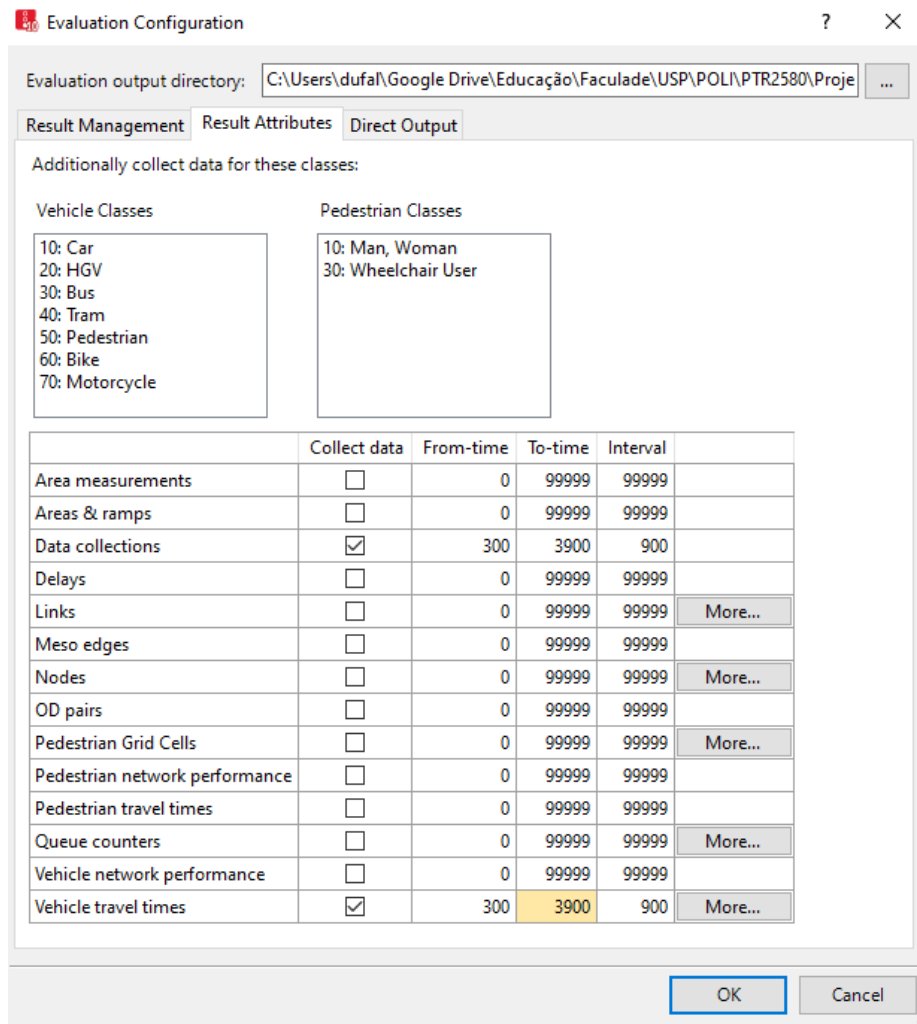 Evaluation Configuration ? ×
Evaluation output directory: C:\Users\dufal\Google Drive\Educação\Faculdade\USP\POLI\PTR2580\Proje ...
Result Management Result Attributes Direct Output
Additionally collect data for these classes:
Vehicle Classes Pedestrian Classes
10: Car 10: Man, Woman
20: HGV 30: Wheelchair User
30: Bus
40: Tram
50: Pedestrian
60: Bike
70: Motorcycle
Collect data From-time To-time Interval
Area measurements 0 99999 99999
Areas & ramps 0 99999 99999
Data collections 300 3900 900
Delays 0 99999 99999
Links 0 99999 99999 More...
Meso edges 0 99999 99999
Nodes 0 99999 99999 More...
OD pairs 0 99999 99999
Pedestrian Grid Cells 0 99999 99999 More...
Pedestrian network performance 0 99999 99999
Pedestrian travel times 0 99999 99999
Queue counters 0 99999 99999 More...
Vehicle network performance 0 99999 99999
Vehicle travel times 300 3900 900 More...
OK Cancel